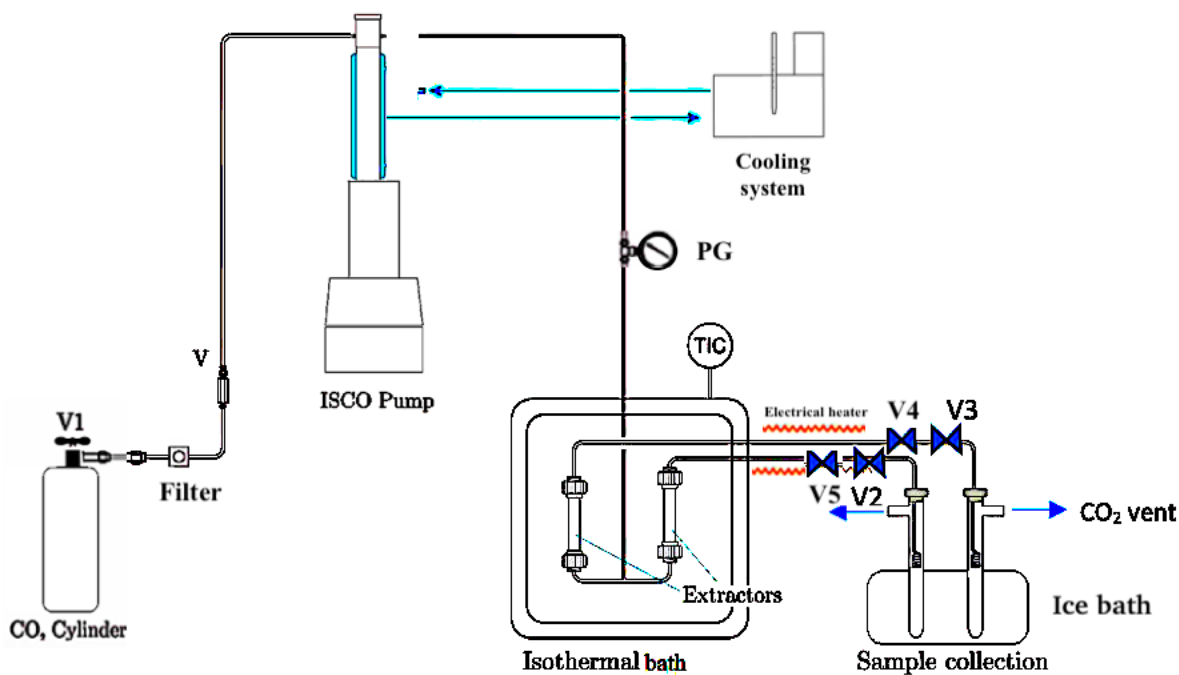 Cooling
system
PG
V
TIC
ISCO Pump
V1
Electrical heater
V4
V3
Filter
V5
V2
CO₂ vent
Extractors
Ice bath
CO, Cylinder
Isothermal bath
Sample collection